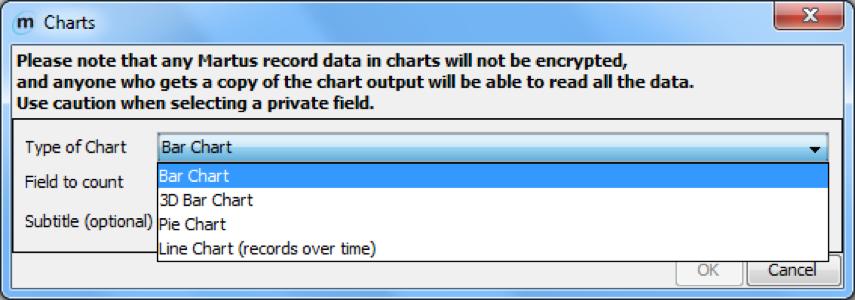 m Charts
Please note that any Martus record data in charts will not be encrypted,
and anyone who gets a copy of the chart output will be able to read all the data.
Use caution when selecting a private field.
Type of Chart Bar Chart
Field to count Bar Chart
3D Bar Chart
Subtitle (optional) Pie Chart
Line Chart (records over time)
OK Cancel